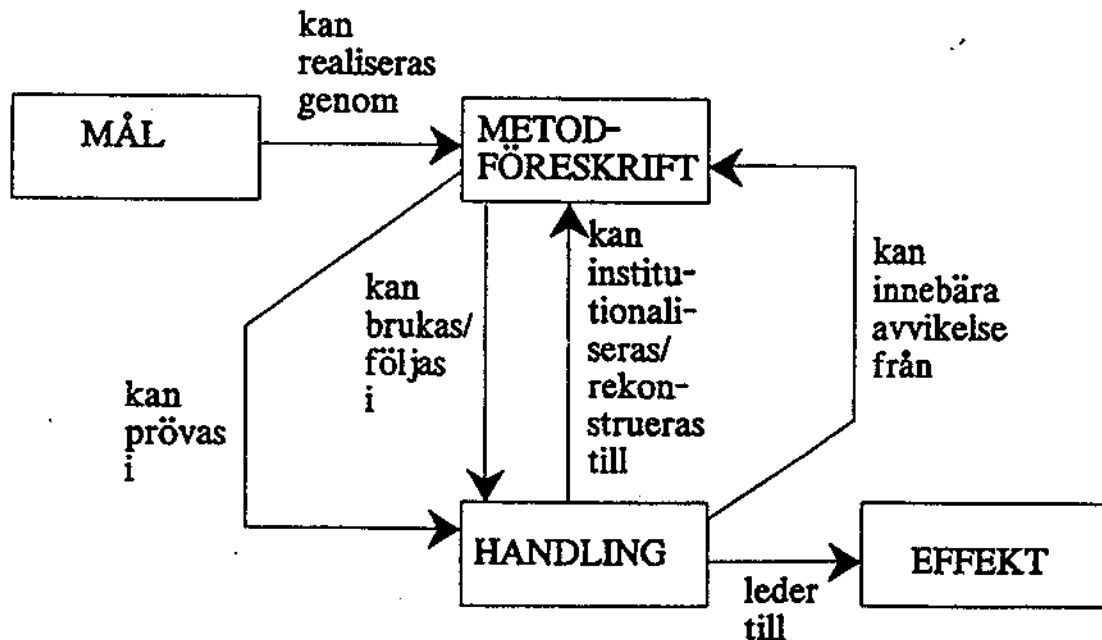 kan
realiseras
genom
MÅL
METOD-
FÖRESKRIFT
kan
brukas/
följas
i
kan
institu-
tionali-
seras/
rekon-
strueras
till
kan
innebära
avvikelse
från
kan
prövas
i
HANDLING
leder
till
EFFEKT